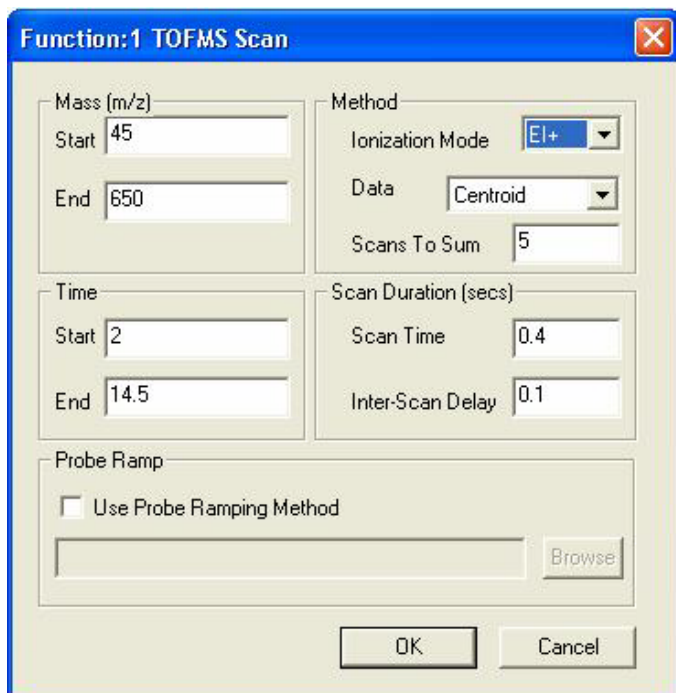 Function:1 TOFMS Scan
Mass (m/z)
Start 45
End 650
Method
Ionization Mode EI+
Data Centroid
Scans To Sum 5
Time
Start 2
End 14.5
Scan Duration (secs)
Scan Time 0.4
Inter-Scan Delay 0.1
Probe Ramp
Use Probe Ramping Method
Browse
OK Cancel